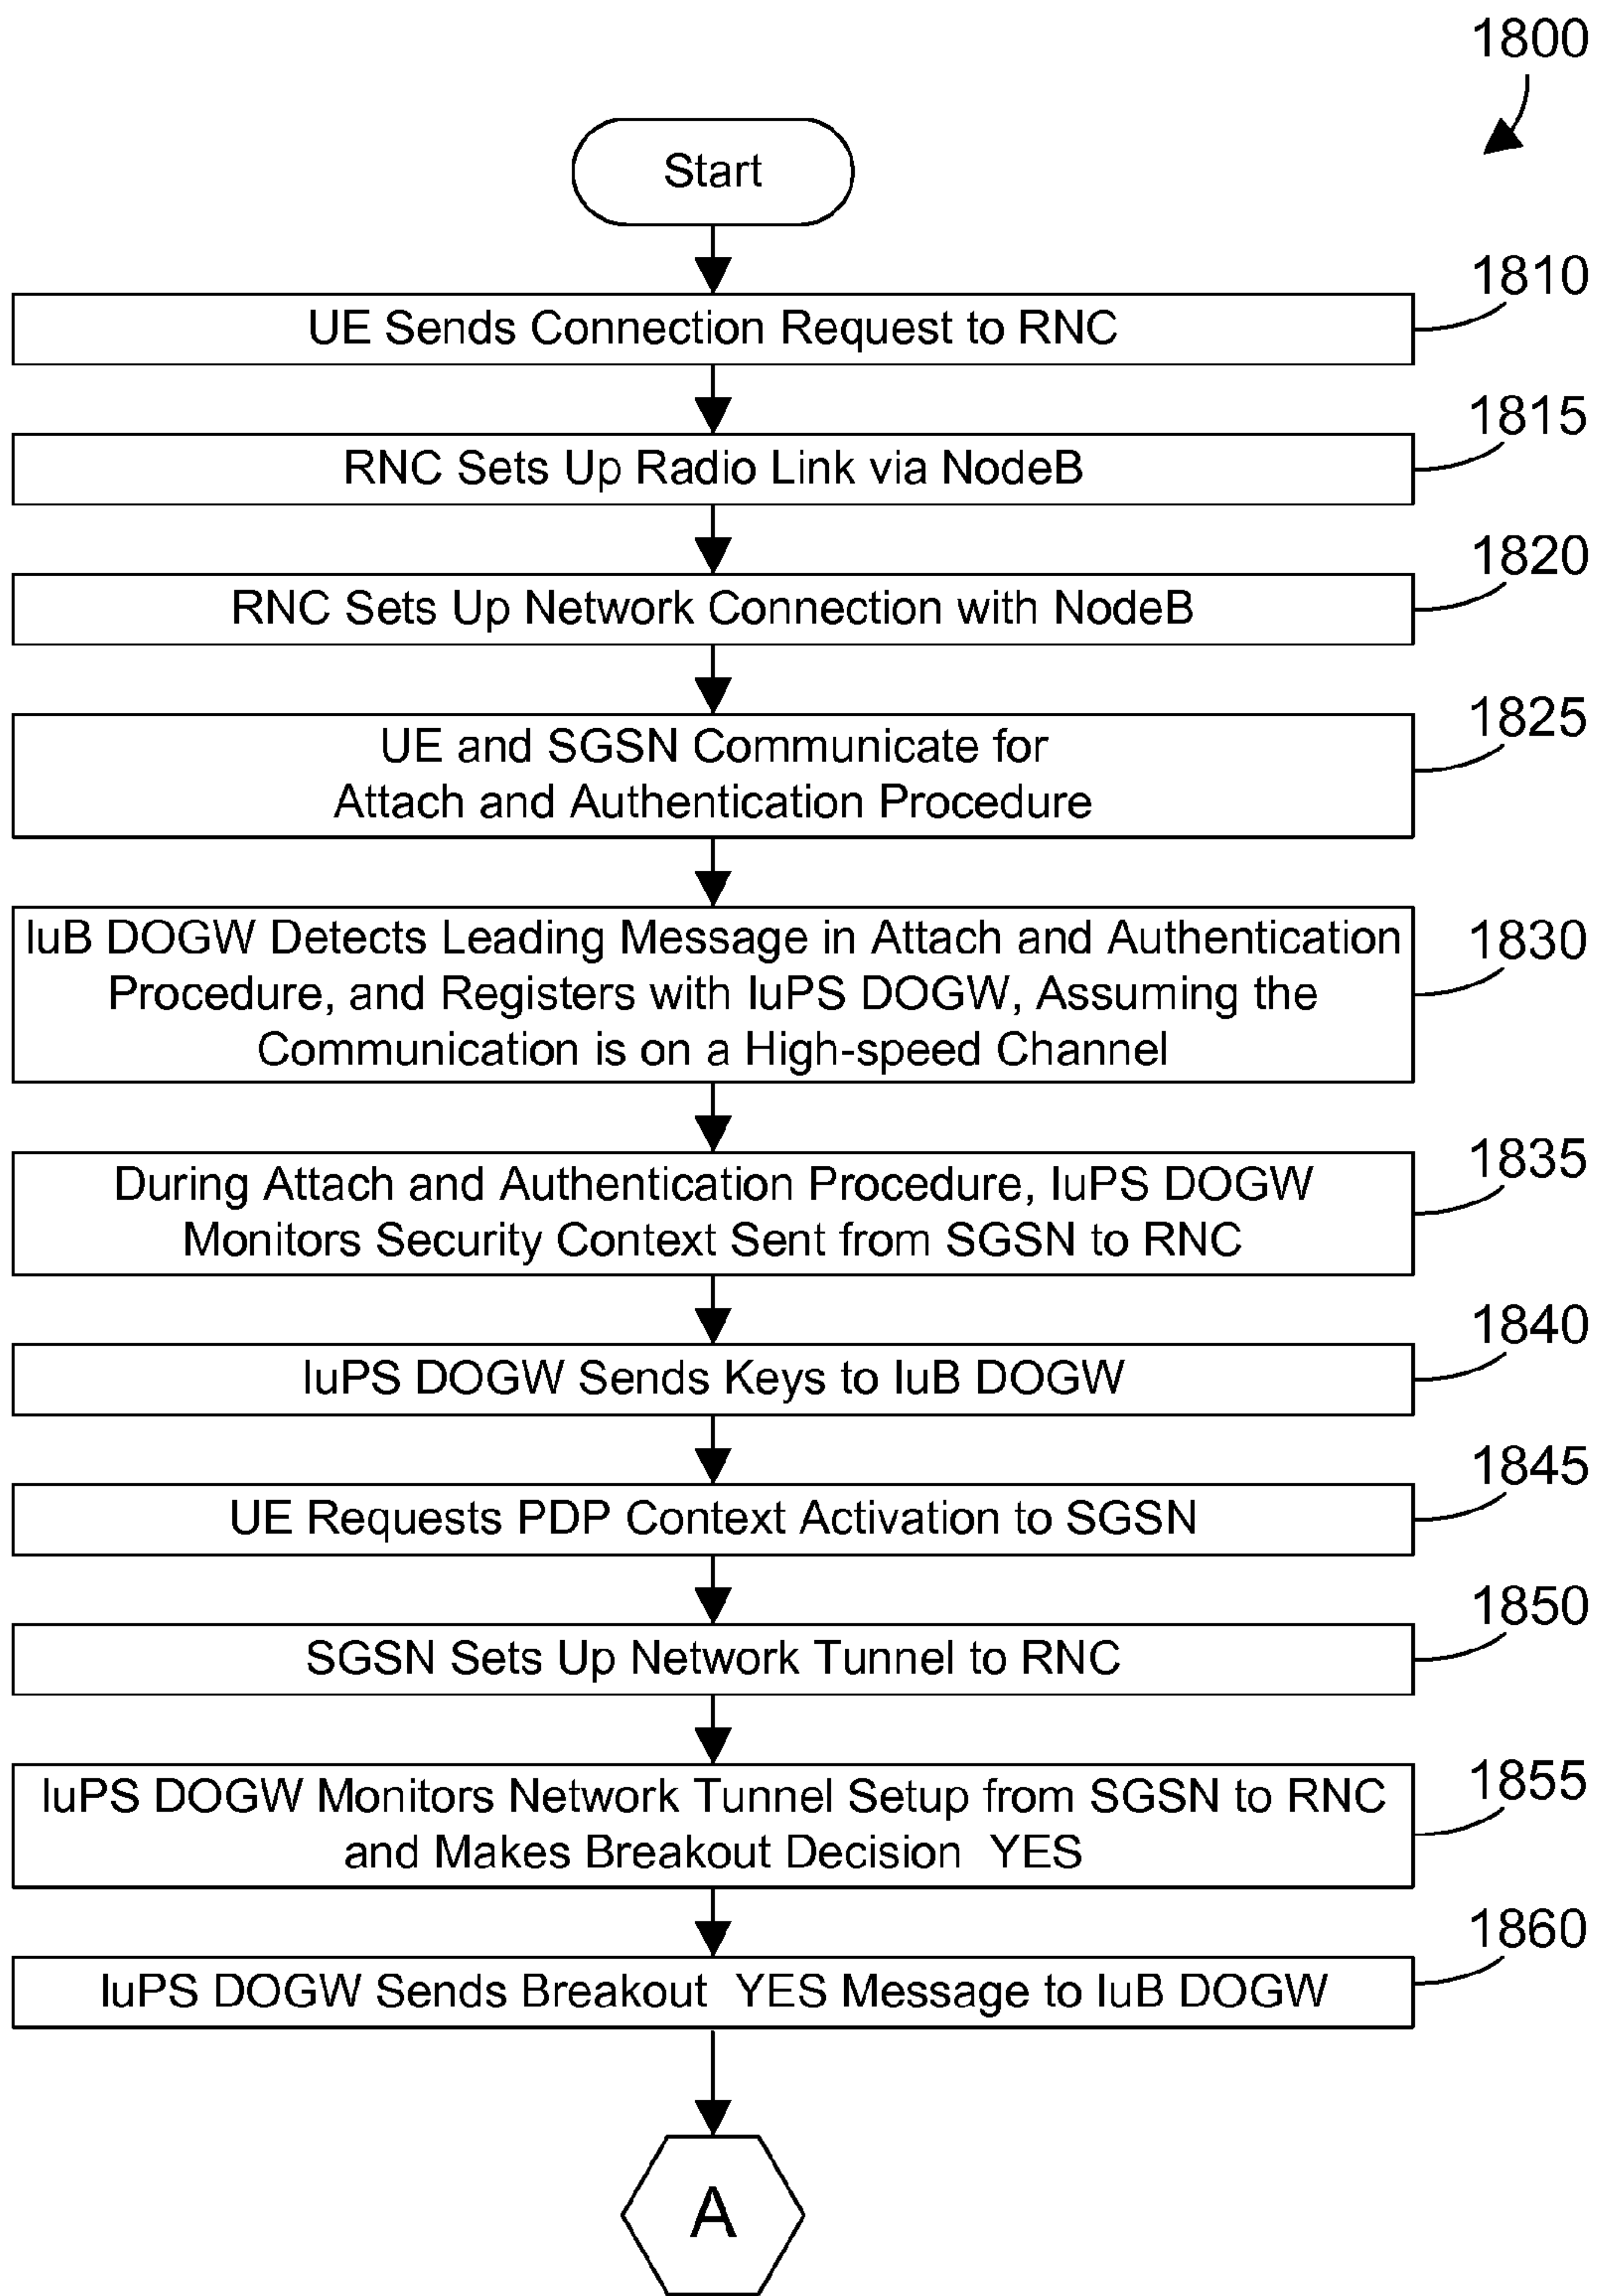 1800
Start
1810
UE Sends Connection Request to RNC
1815
RNC Sets Up Radio Link via NodeB
1820
RNC Sets Up Network Connection with NodeB
1825
UE and SGSN Communicate for
Attach and Authentication Procedure
1830
IuB DOGW Detects Leading Message in Attach and Authentication
Procedure, and Registers with IuPS DOGW, Assuming the
Communication is on a High-speed Channel
1835
During Attach and Authentication Procedure, IuPS DOGW
Monitors Security Context Sent from SGSN to RNC
1840
IuPS DOGW Sends Keys to IuB DOGW
1845
UE Requests PDP Context Activation to SGSN
1850
SGSN Sets Up Network Tunnel to RNC
1855
IuPS DOGW Monitors Network Tunnel Setup from SGSN to RNC
and Makes Breakout Decision  YES
1860
IuPS DOGW Sends Breakout  YES Message to IuB DOGW
A